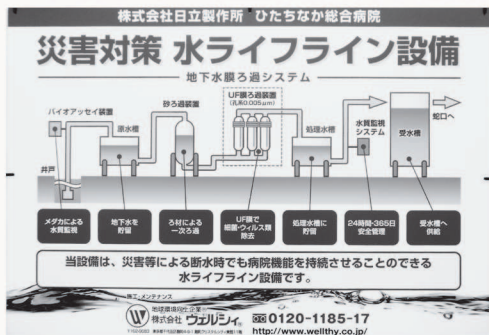 株式会社日立製作所 ひたちなか総合病院
災害対策 水ライフライン設備
地下水膜ろ過システム
バイオアッセイ装置
原水槽
砂ろ過装置
UF膜ろ過装置
(孔系0.005μm)
処理水槽
水質監視
システム
受水槽
蛇口へ
井戸
メダカによる
水質監視
地下水を
貯留
ろ材による
一次ろ過
UF膜で
細菌・ウィルス類
除去
処理水槽に
貯留
24時間・365日
安全管理
受水槽へ
供給
当設備は、災害等による断水時でも病院機能を持続させることのできる
水ライフライン設備です。
施工・メンテナンス
地球環境向上企業
株式会社 ウェルシィ。
0120-1185-17
http://www.wellthy.co.jp/